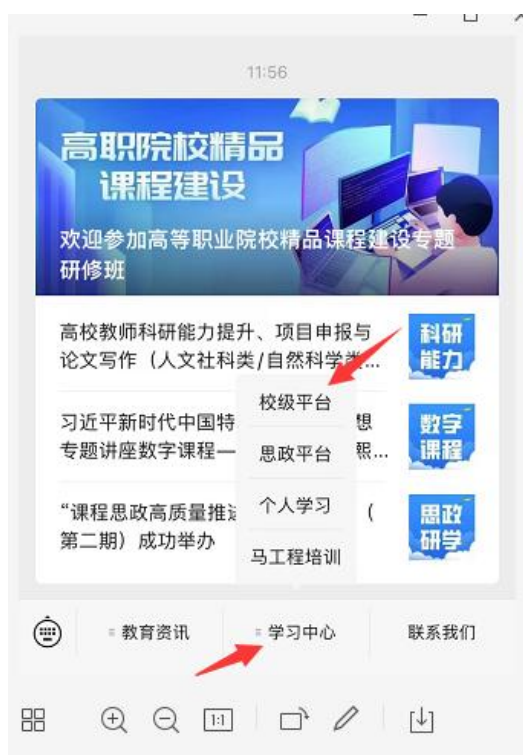 11:56
高职院校精品
课程建设
欢迎参加高等职业院校精品课程建设专题
研修班
高校教师科研能力提升、项目申报与
论文写作（人文社科类/自然科学类...
科研
能力
习近平新时代中国特
想
专题讲座数字课程—
熙...
数字
课程
“课程思政高质量推进
（
第二期）成功举办
思政
研学
校级平台
思政平台
个人学习
马工程培训
教育资讯
学习中心
联系我们
1:1